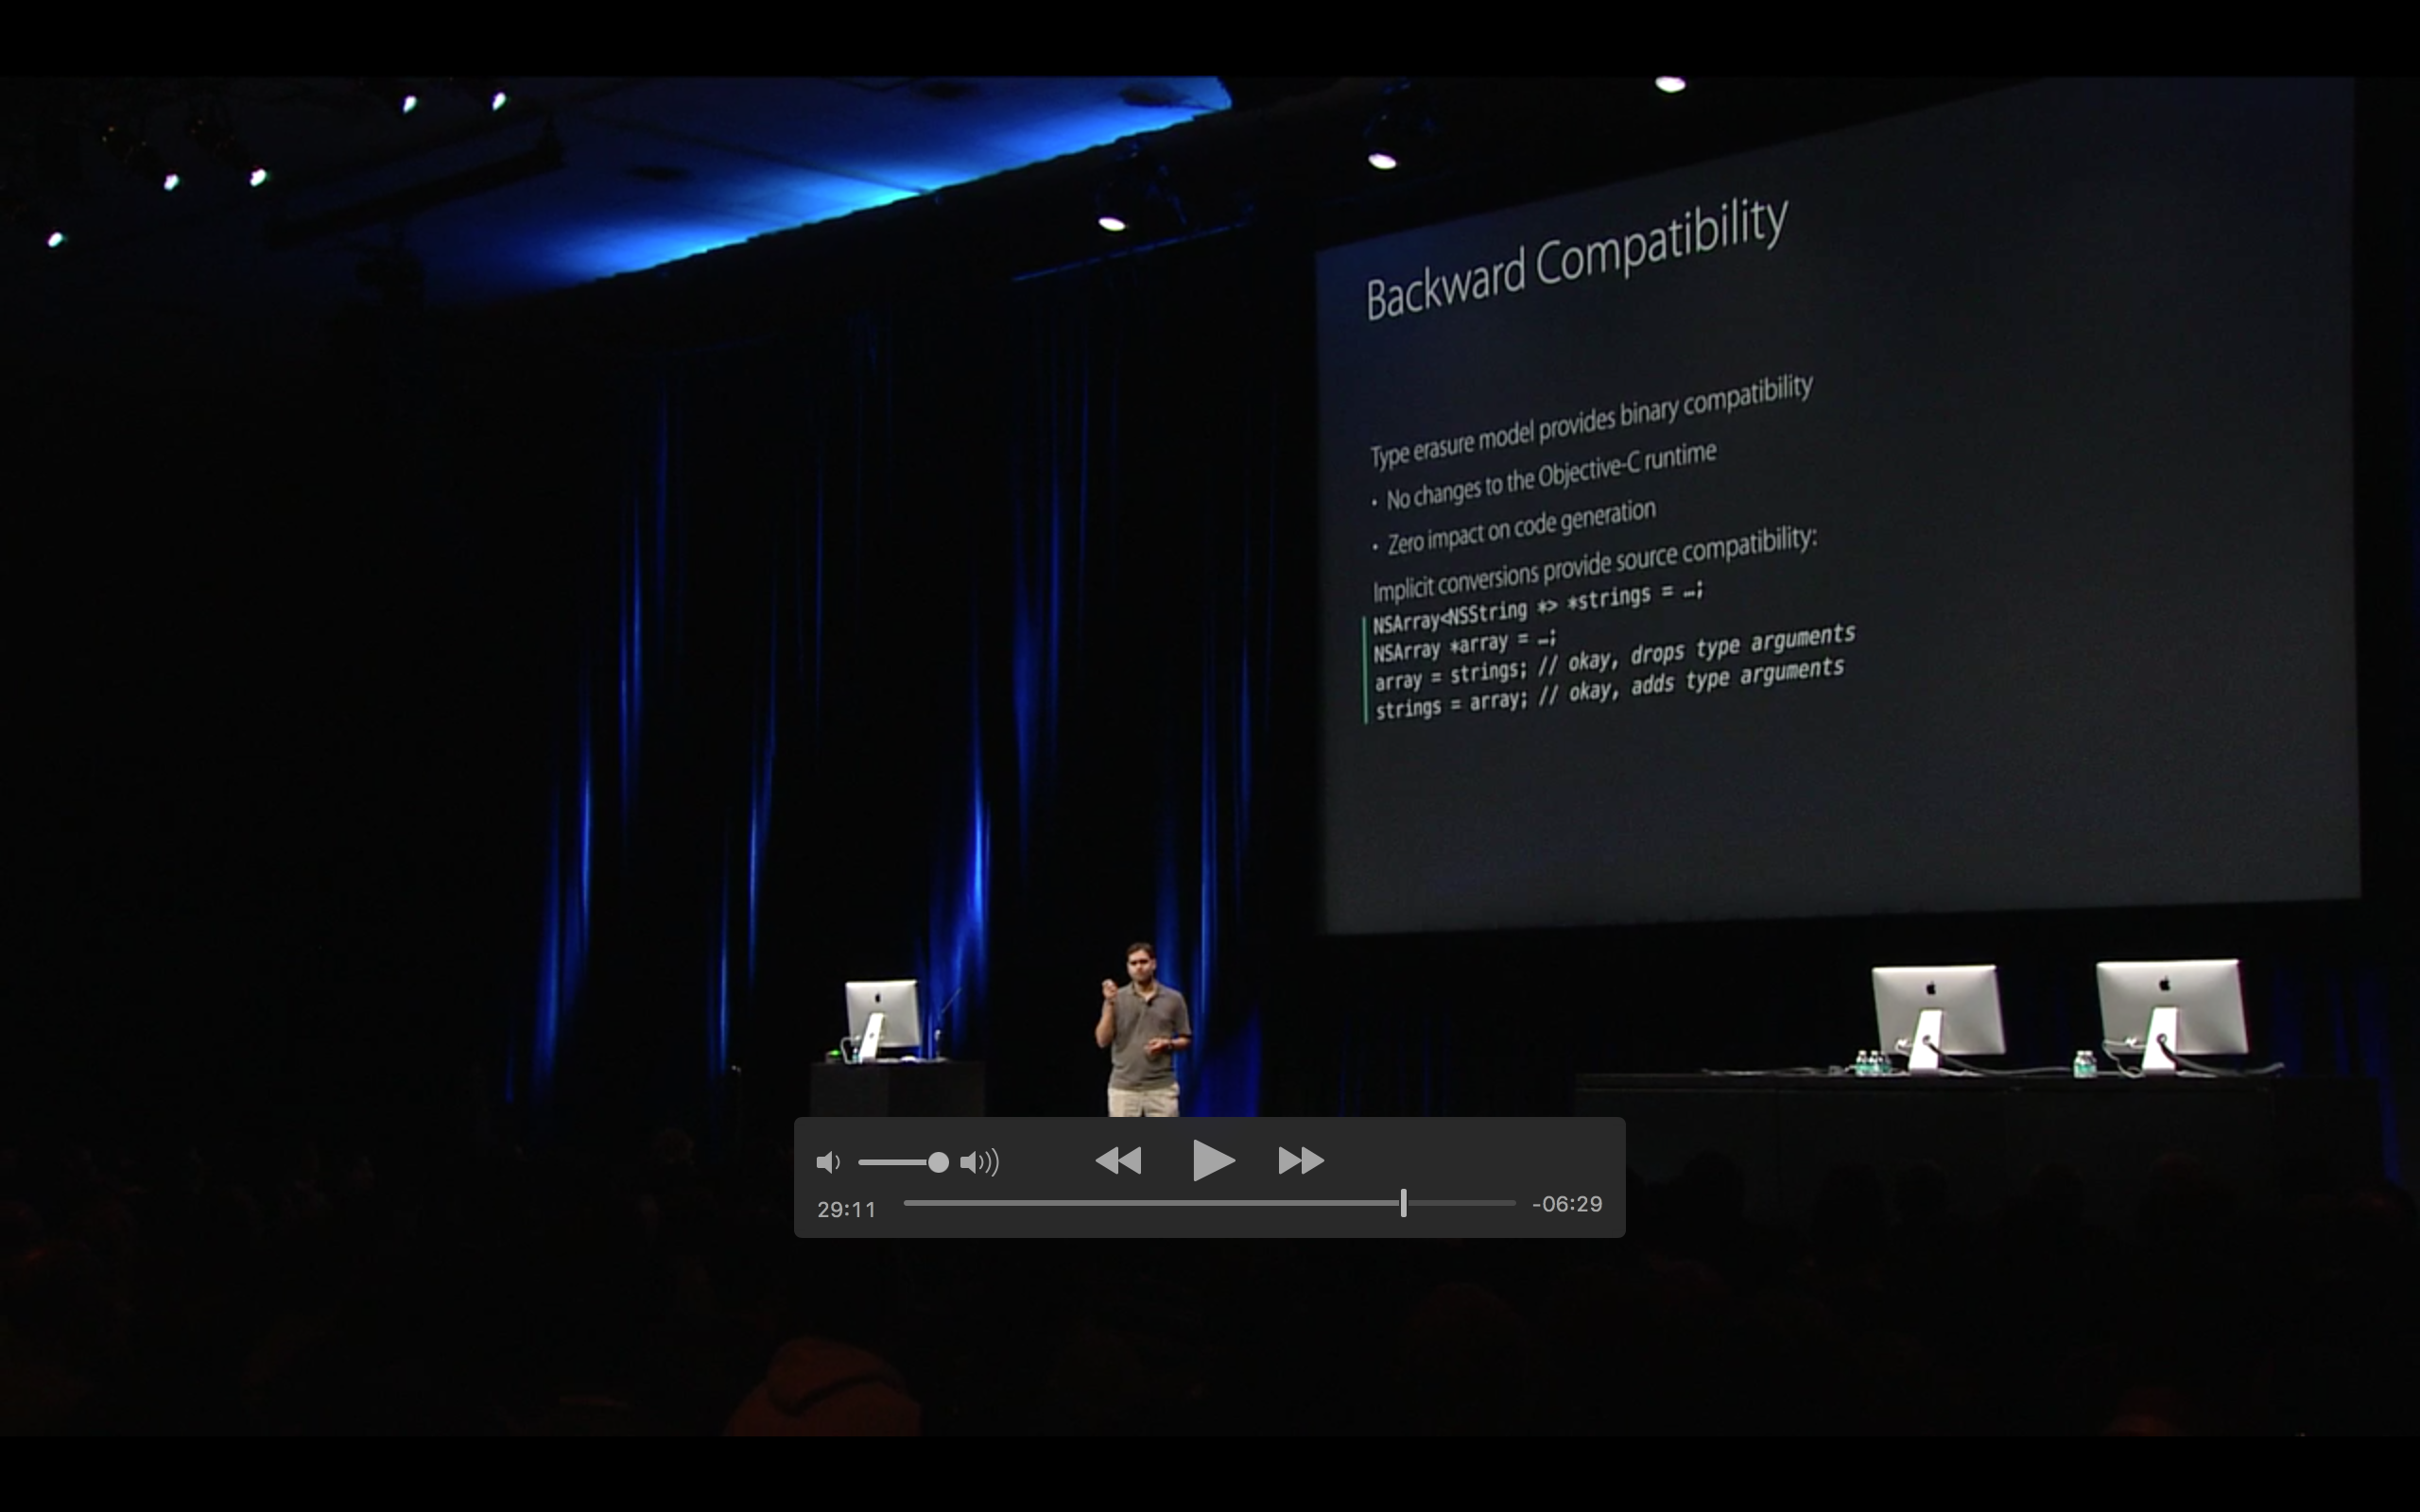 Backward Compatibility
Type erasure model provides binary compatibility
• No changes to the Objective-C runtime
• Zero impact on code generation
Implicit conversions provide source compatibility:
NSArray<NSString *> *strings = …;
NSArray *array = …;
array = strings; // okay, drops type arguments
strings = array; // okay, adds type arguments
29:11
-06:29